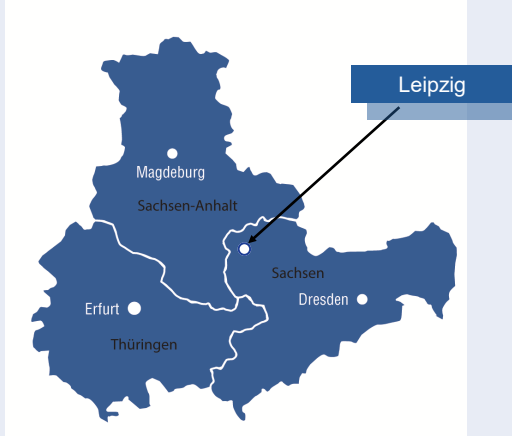 Leipzig
Magdeburg
Sachsen-Anhalt
Sachsen
Dresden
Erfurt
Thüringen